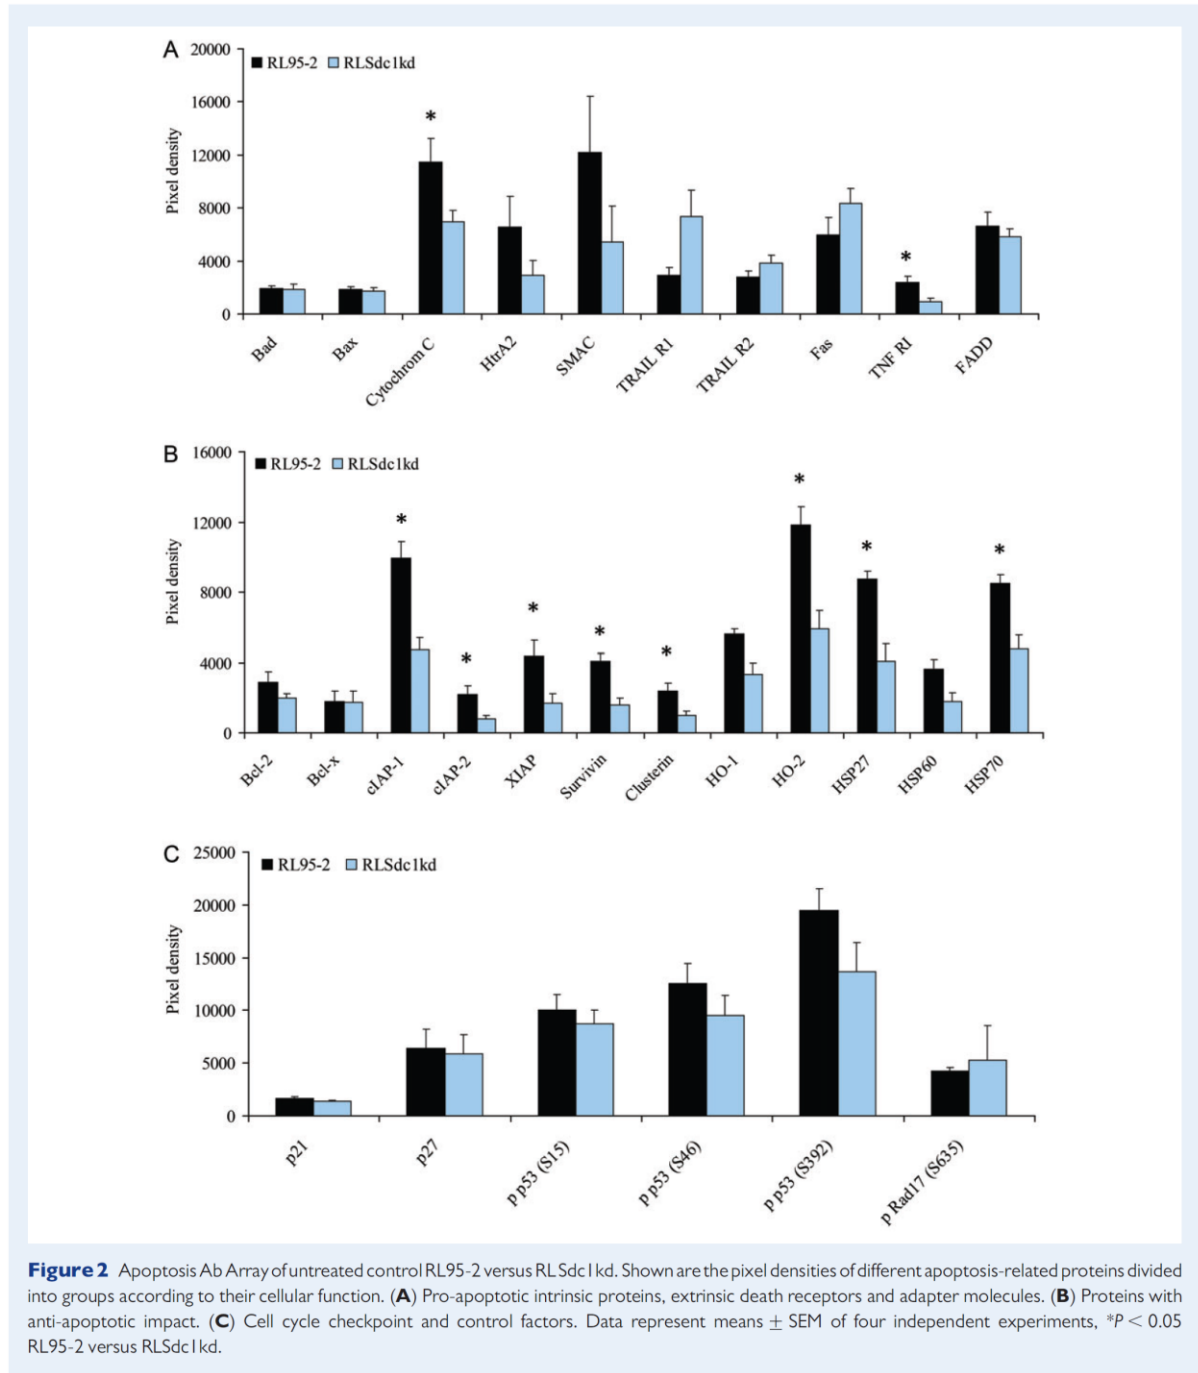 A
20000
RL95-2 RLSdc1kd
16000
12000
8000
4000
0
Pixel density
Bad
Bax
Cytochrom C
HtrA2
SMAC
TRAIL R1
TRAIL R2
Fas
TNF RI
FADD
*
*
B
16000
RL95-2 RLSdc1kd
12000
8000
4000
0
Pixel density
*
*
*
*
*
*
*
*
Bcl-2
Bcl-x
cIAP-1
cIAP-2
XIAP
Survivin
Clusterin
HO-1
HO-2
HSP27
HSP60
HSP70
C
25000
RL95-2 RLSdc1kd
20000
15000
10000
5000
0
Pixel density
p21
p27
p p53 (S15)
p p53 (S46)
p p53 (S392)
p Rad17 (S635)
Figure 2 Apoptosis Ab Array of untreated control RL95-2 versus RLSdc1kd. Shown are the pixel densities of different apoptosis-related proteins divided
into groups according to their cellular function. (A) Pro-apoptotic intrinsic proteins, extrinsic death receptors and adapter molecules. (B) Proteins with
anti-apoptotic impact. (C) Cell cycle checkpoint and control factors. Data represent means ± SEM of four independent experiments, *P < 0.05
RL95-2 versus RLSdc1kd.